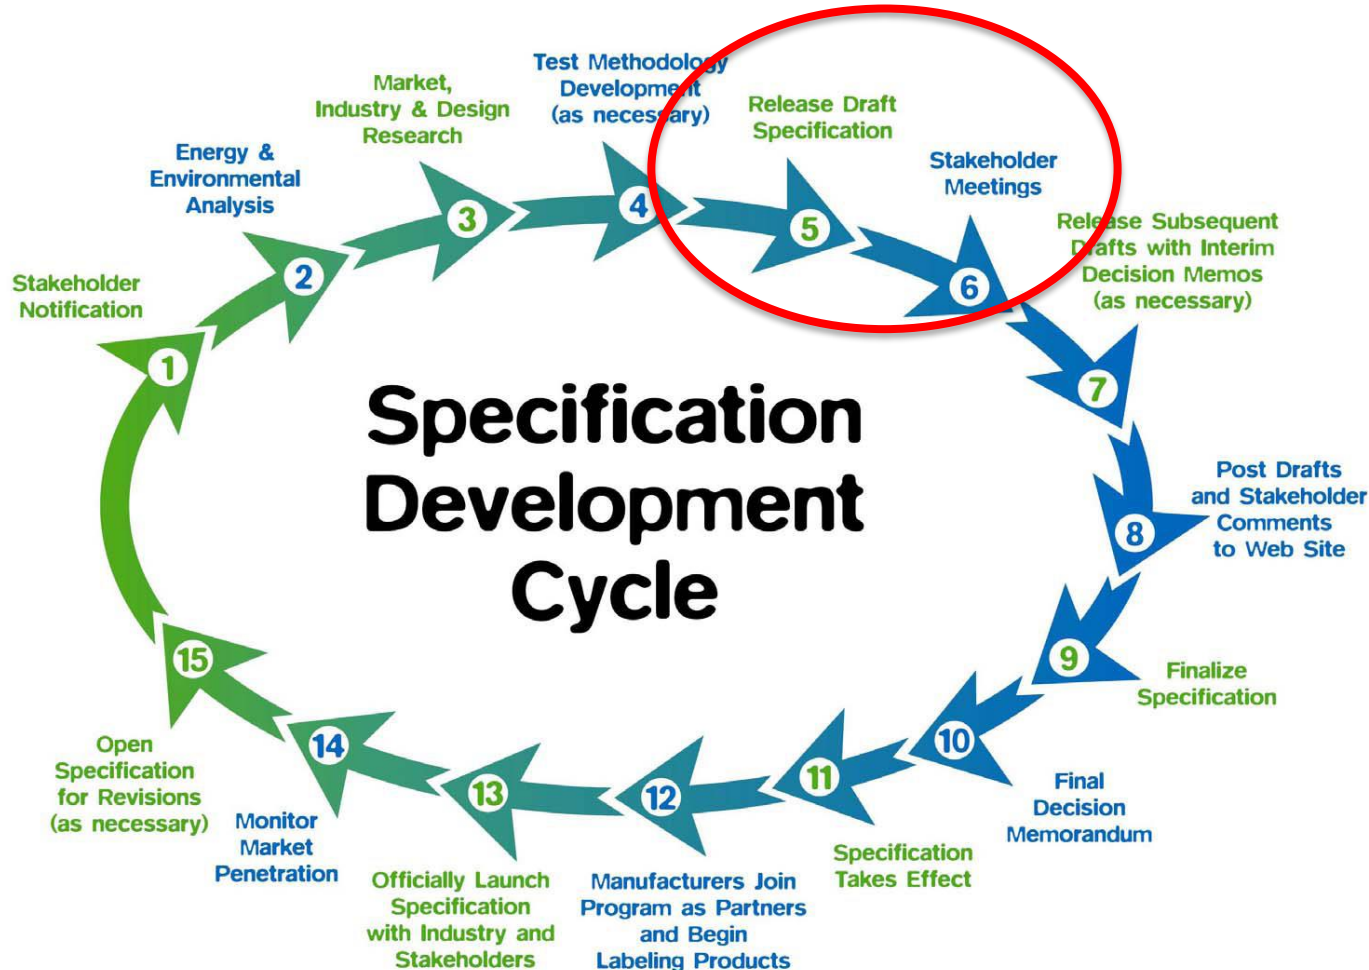 Specification
Development
Cycle
1
Stakeholder
Notification
2
Energy &
Environmental
Analysis
3
Market,
Industry & Design
Research
4
Test Methodology
Development
(as necessary)
5
Release Draft
Specification
6
Stakeholder
Meetings
7
Release Subsequent
Drafts with Interim
Decision Memos
(as necessary)
8
Post Drafts
and Stakeholder
Comments
to Web Site
9
Finalize
Specification
10
Final
Decision
Memorandum
11
Specification
Takes Effect
12
Manufacturers Join
Program as Partners
and Begin
Labeling Products
13
Officially Launch
Specification
with Industry and
Stakeholders
14
Monitor
Market
Penetration
15
Open
Specification
for Revisions
(as necessary)